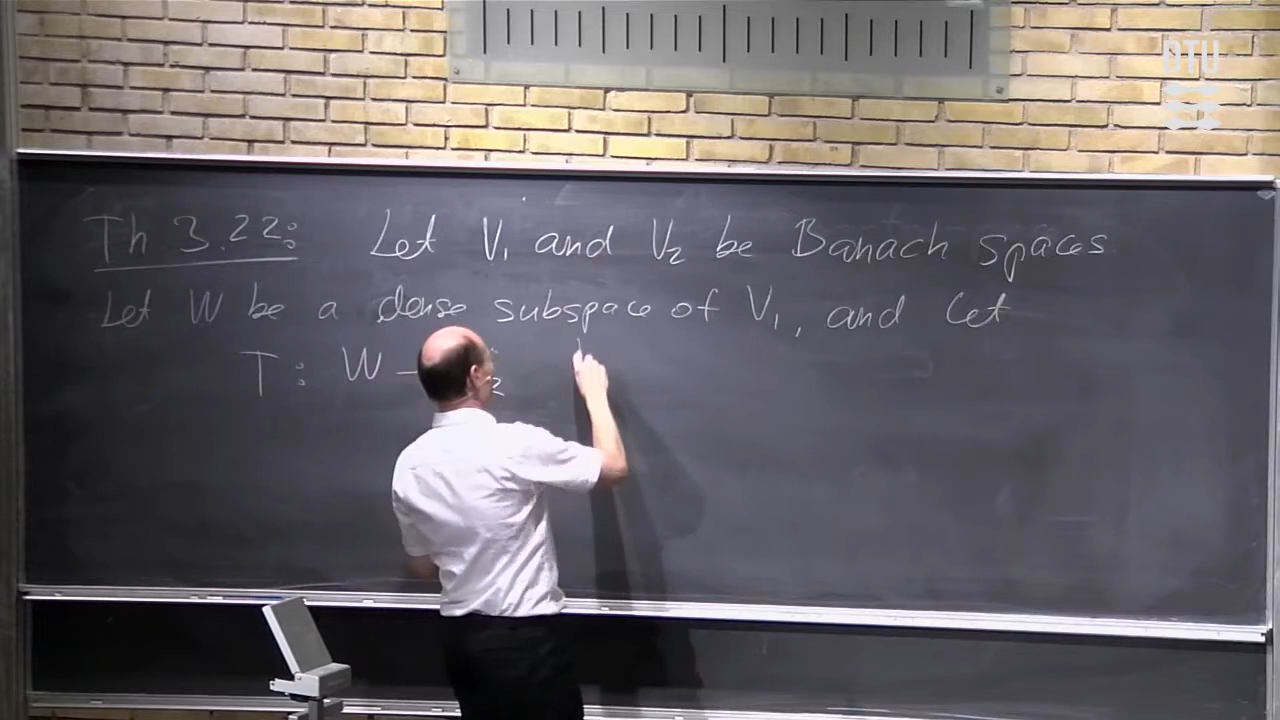 DTU
Th 3.22: Let V₁ and V₂ be Banach spaces
Let W be a dense subspace of V₁, and let
T: W - ₂